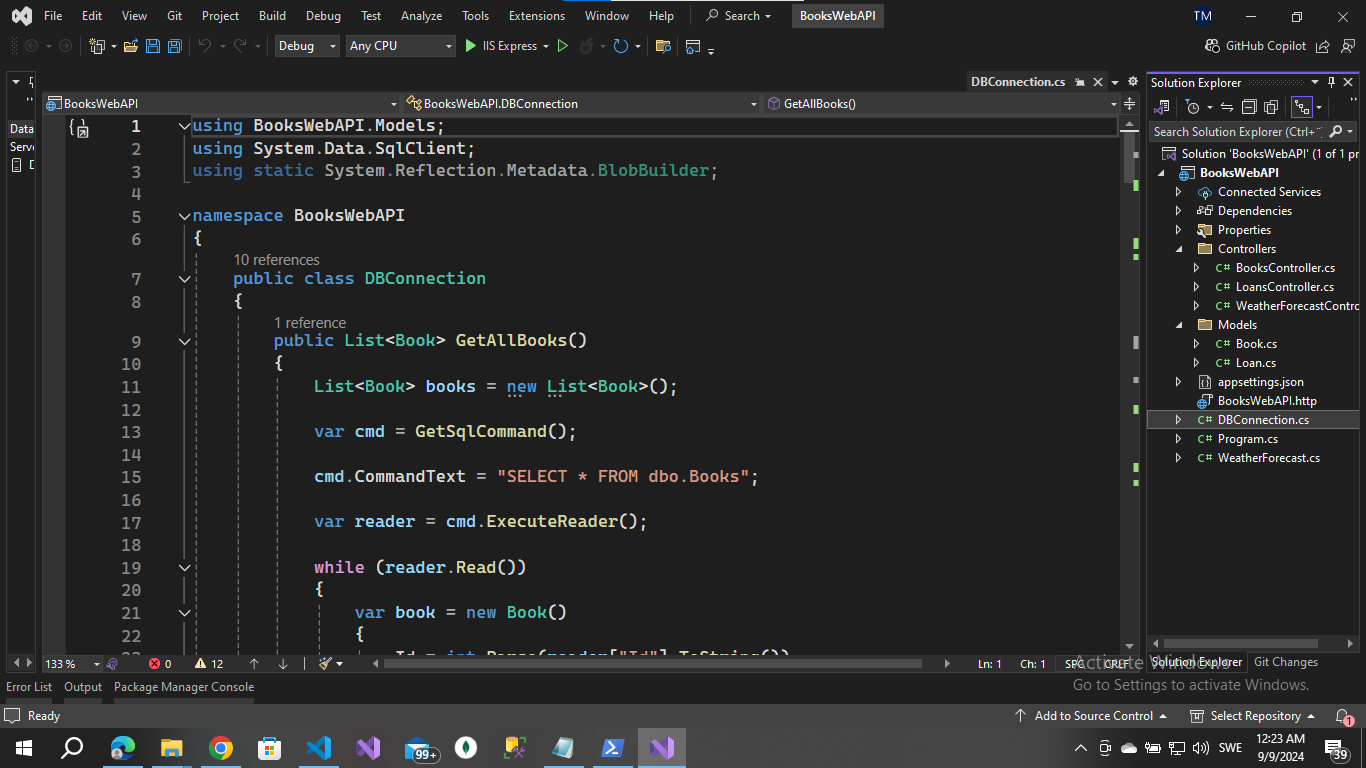 File Edit View Git Project Build Debug Test Analyze Tools Extensions Window Help Search BooksWebAPI TM
Debug Any CPU IIS Express GitHub Copilot
DBConnection.cs
Solution Explorer
BooksWebAPI BooksWebAPI.DBConnection GetAllBooks()
Data
Serv
Search Solution Explorer (Ctrl+
Solution 'BooksWebAPI' (1 of 1 pr
BooksWebAPI
Connected Services
Dependencies
Properties
Controllers
C# BooksController.cs
C# LoansController.cs
C# WeatherForecastContro
Models
C# Book.cs
C# Loan.cs
appsettings.json
BooksWebAPI.http
C# DBConnection.cs
C# Program.cs
C# WeatherForecast.cs
1 using BooksWebAPI.Models;
2 using System.Data.SqlClient;
3 using static System.Reflection.Metadata.BlobBuilder;
4
5 namespace BooksWebAPI
6 {
10 references
7 public class DBConnection
8 {
1 reference
9 public List<Book> GetAllBooks()
10 {
11 List<Book> books = new List<Book>();
12
13 var cmd = GetSqlCommand();
14
15 cmd.CommandText = "SELECT * FROM dbo.Books";
16
17 var reader = cmd.ExecuteReader();
18
19 while (reader.Read())
20 {
21 var book = new Book()
22 {
23 Id = int.Parse(reader["Id"].ToString())
133 % 0 12 Ln: 1 Ch: 1 SPC CRLF
Solution Explorer Git Changes
Activate Windows
Go to Settings to activate Windows.
Error List Output Package Manager Console
Ready Add to Source Control Select Repository 1
99+ SWE 12:23 AM
9/9/2024 39